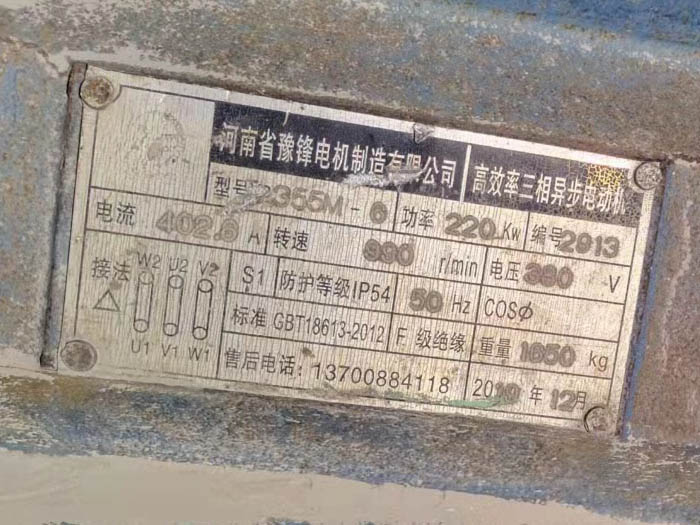 河南省豫锋电机制造有限公司 高效率三相异步电动机
型号 2355M-6 功率 220 Kw 编号 2913
电流 402.6 A 转速 990 r/min 电压 380 V
接法 W2 U2 V2 S1 防护等级IP54 50 Hz COSØ
△ U1 V1 W1 标准 GBT18613-2012 F 级绝缘 重量 1650 kg
售后电话: 13700884118 年 12月